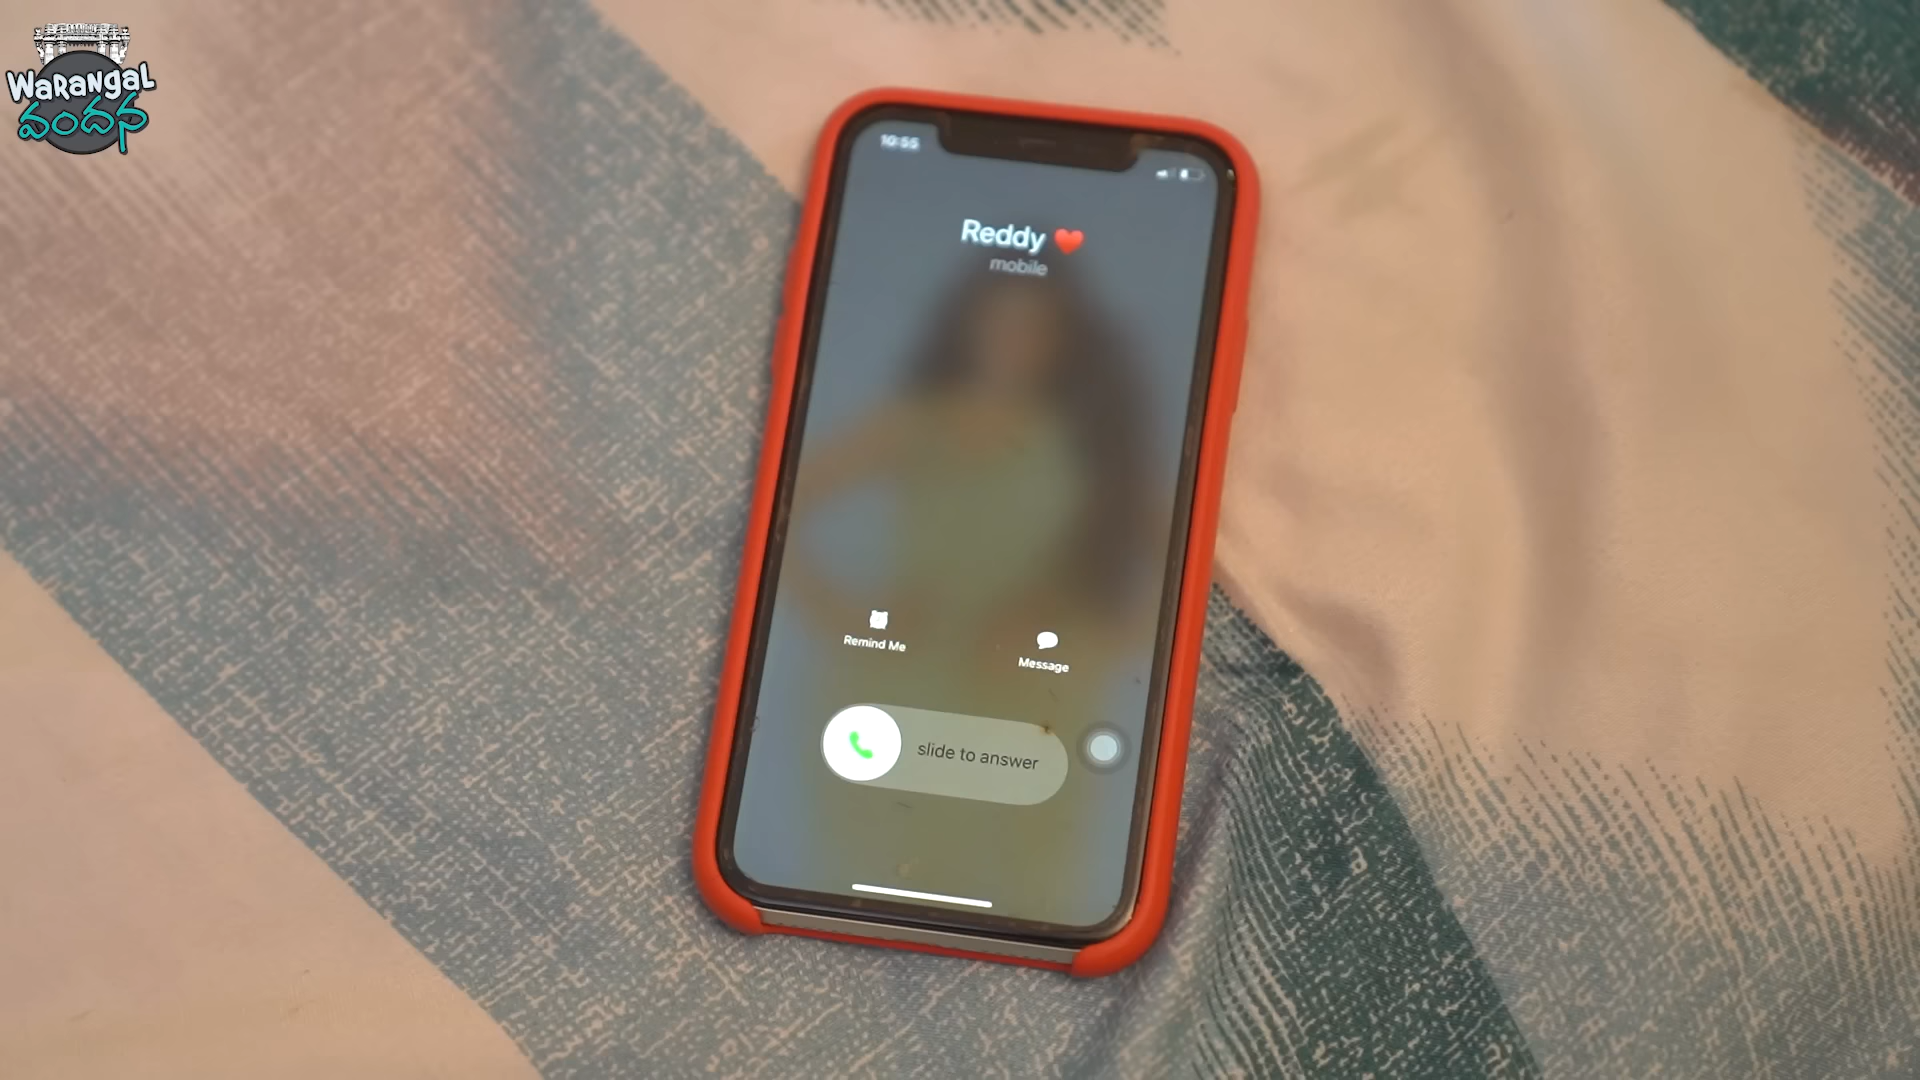 Warangal
వందన
10:55
Reddy ❤️
mobile
Remind Me
Message
slide to answer